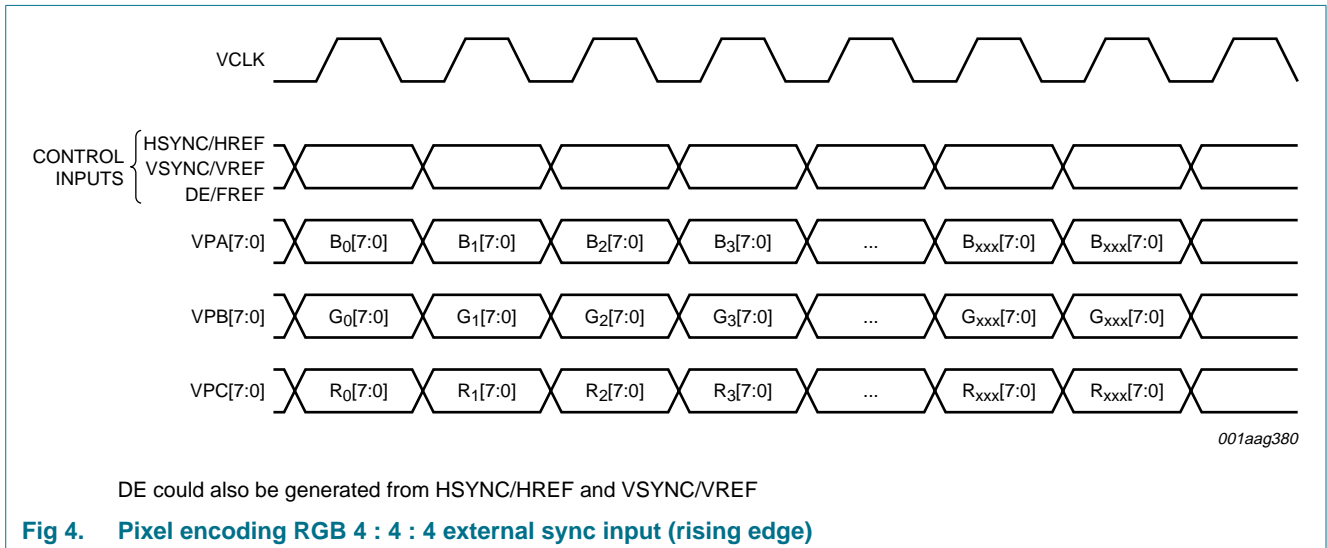 VCLK
CONTROL INPUTS
HSYNC/HREF
VSYNC/VREF
DE/FREF
VPA[7:0] B0[7:0] B1[7:0] B2[7:0] B3[7:0] ... Bxxx[7:0] Bxxx[7:0]
VPB[7:0] G0[7:0] G1[7:0] G2[7:0] G3[7:0] ... Gxxx[7:0] Gxxx[7:0]
VPC[7:0] R0[7:0] R1[7:0] R2[7:0] R3[7:0] ... Rxxx[7:0] Rxxx[7:0]
001aag380
DE could also be generated from HSYNC/HREF and VSYNC/VREF
Fig 4. Pixel encoding RGB 4 : 4 : 4 external sync input (rising edge)